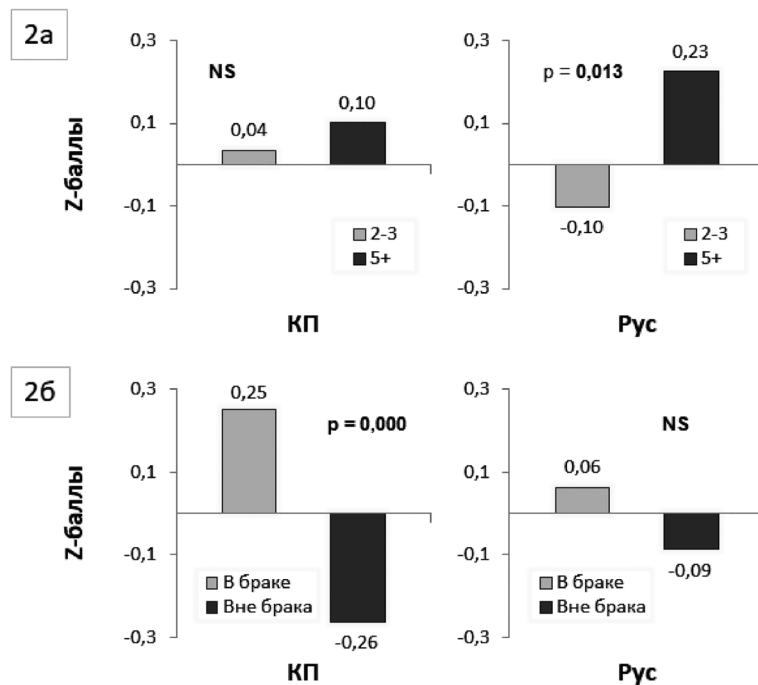 2а
Z-баллы
0,3
0,1
-0,1
-0,3
NS
0,04
0,10
2-3
5+
КП
0,3
0,1
-0,1
-0,3
p = 0,013
0,23
-0,10
2-3
5+
Рус
2б
Z-баллы
0,3
0,1
-0,1
-0,3
0,25
p = 0,000
В браке
Вне брака
-0,26
КП
0,3
0,1
-0,1
-0,3
NS
0,06
-0,09
В браке
Вне брака
Рус